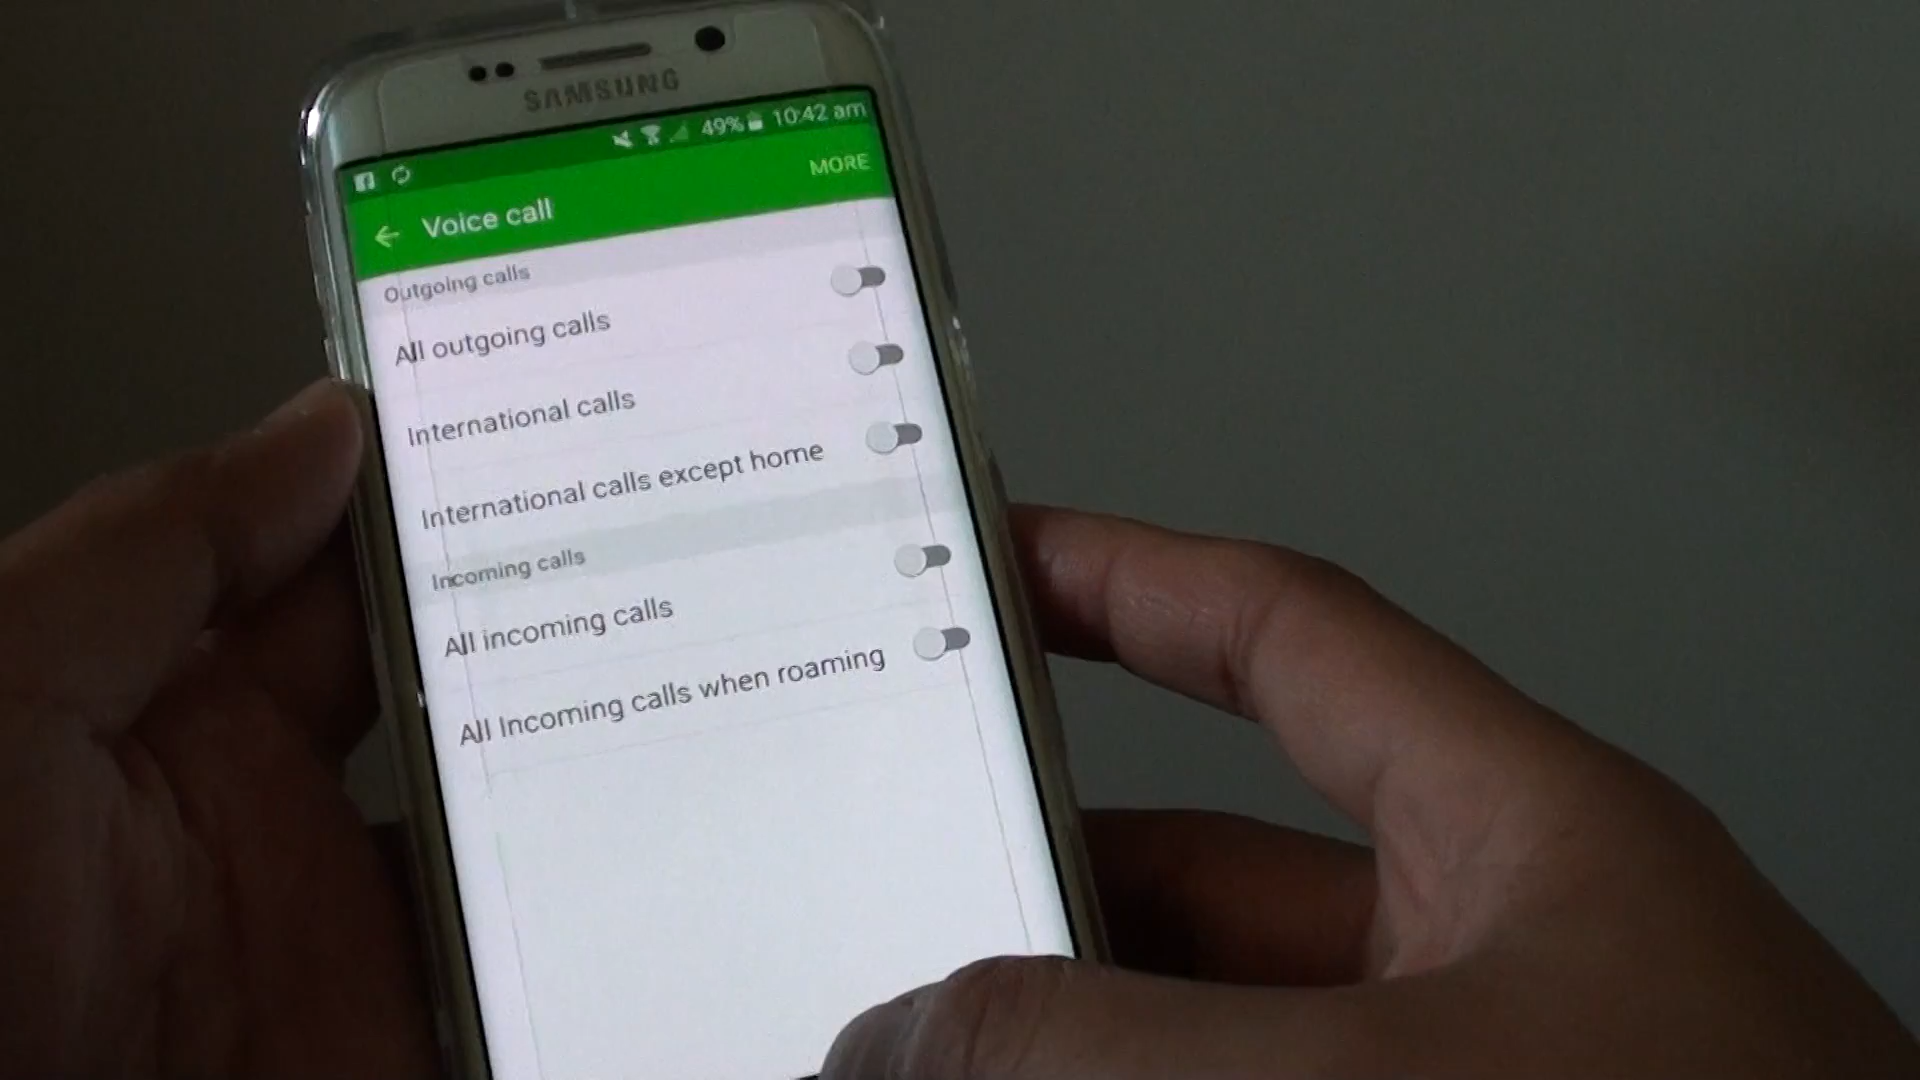 SAMSUNG
49% 10:42 am
MORE
Voice call
Outgoing calls
All outgoing calls
International calls
International calls except home
Incoming calls
All incoming calls
All Incoming calls when roaming